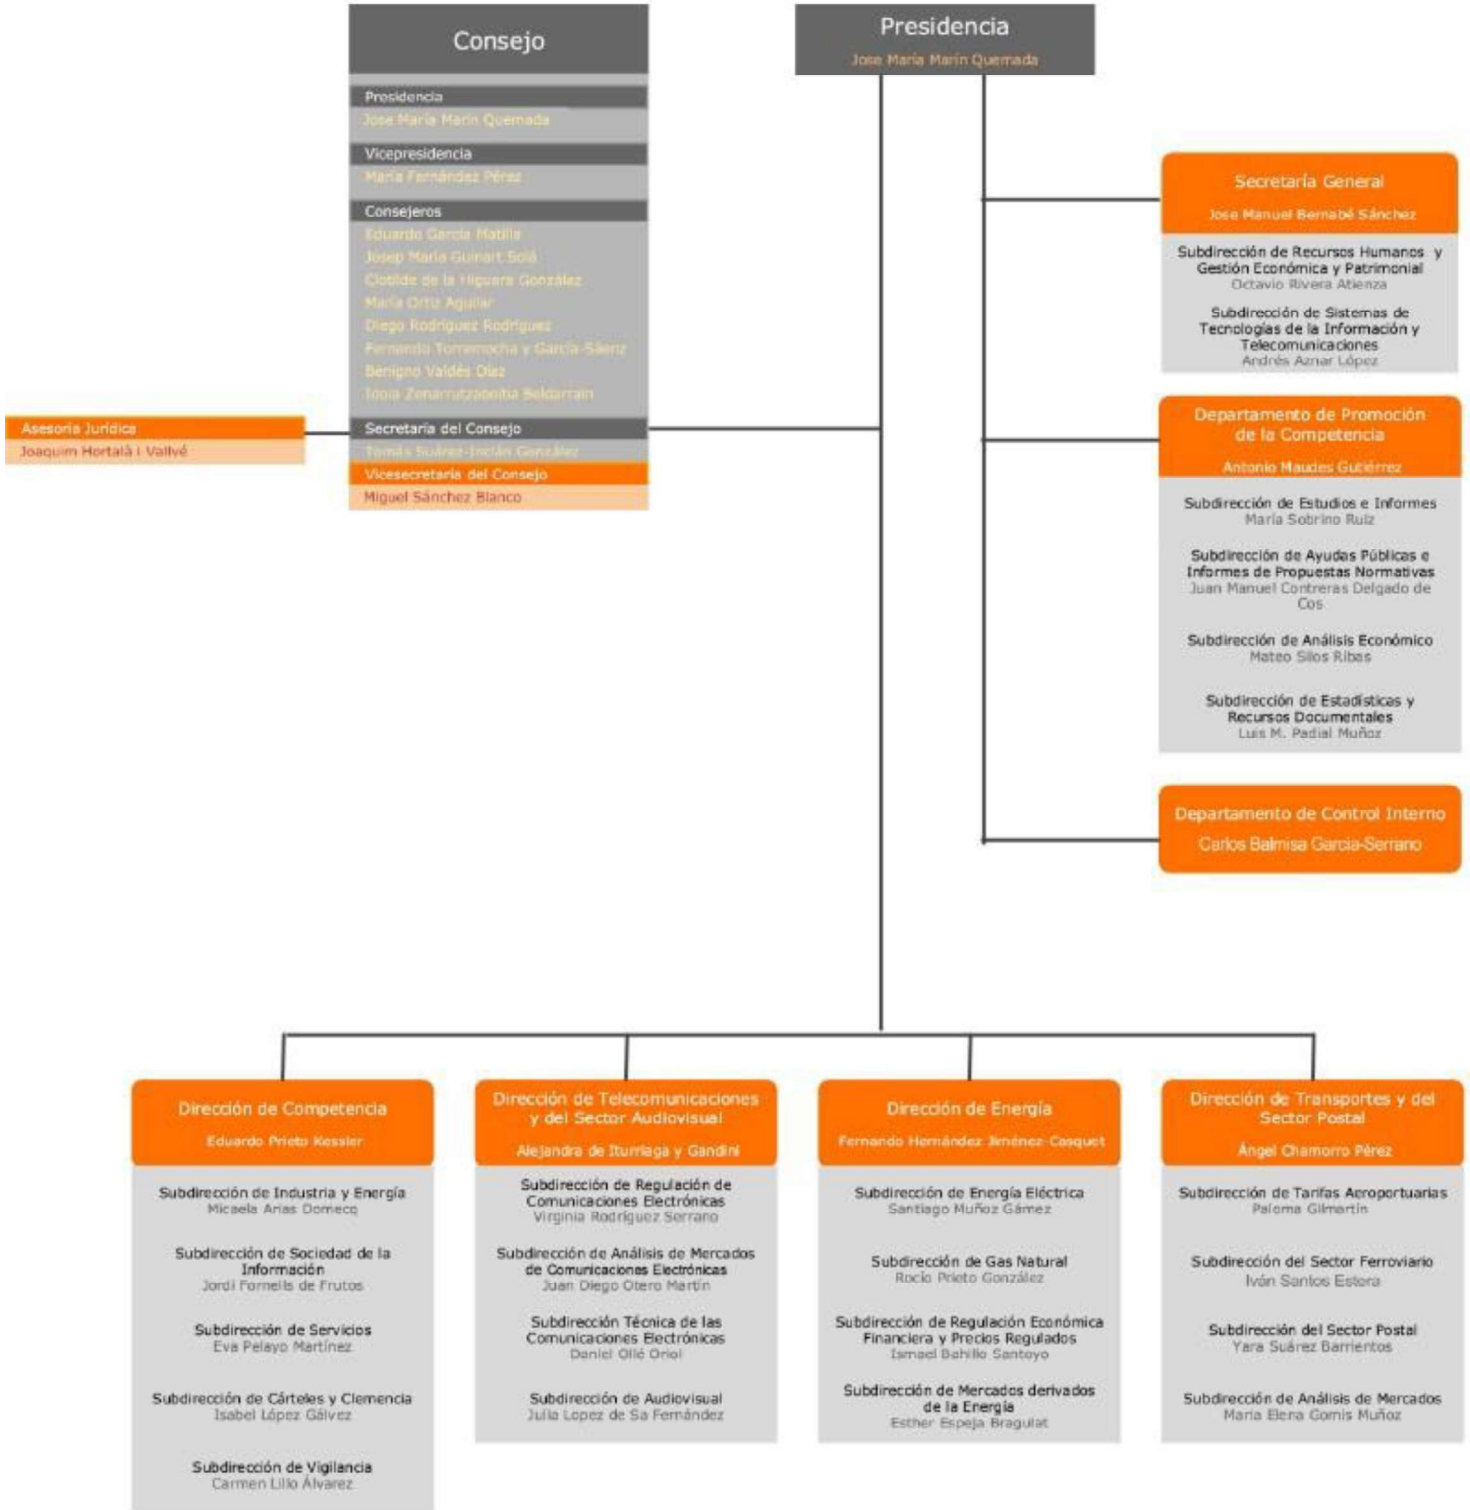 Consejo
Presidencia
Jose María Marín Quemada
Vicepresidencia
María Fernández Pérez
Consejeros
Eduardo García Matilla
Josep Maria Guinart Solá
Clotilde de la Higuera González
María Ortiz Aguilar
Diego Rodríguez Rodríguez
Fernando Torremocha y García-Sáenz
Benigno Valdés Díaz
Idoia Zenarrutzabeitia Beldarrain
Secretaría del Consejo
Tomás Suárez-Inclán González
Vicesecretaría del Consejo
Miguel Sánchez Blanco
Asesoría Jurídica
Joaquim Hortalà i Vallvé
Presidencia
Jose María Marín Quemada
Secretaría General
Jose Manuel Bernabé Sánchez
Subdirección de Recursos Humanos y
Gestión Económica y Patrimonial
Octavio Rivera Atienza
Subdirección de Sistemas de
Tecnologías de la Información y
Telecomunicaciones
Andrés Aznar López
Departamento de Promoción
de la Competencia
Antonio Maudes Gutiérrez
Subdirección de Estudios e Informes
María Sobrino Ruiz
Subdirección de Ayudas Públicas e
Informes de Propuestas Normativas
Juan Manuel Contreras Delgado de
Cos
Subdirección de Análisis Económico
Mateo Silos Ribas
Subdirección de Estadísticas y
Recursos Documentales
Luis M. Padial Muñoz
Departamento de Control Interno
Carlos Balmisa Garcia-Serrano
Dirección de Competencia
Eduardo Prieto Kessler
Subdirección de Industria y Energía
Micaela Arias Domecq
Subdirección de Sociedad de la
Información
Jordi Fornells de Frutos
Subdirección de Servicios
Eva Pelayo Martínez
Subdirección de Cárteles y Clemencia
Isabel López Gálvez
Subdirección de Vigilancia
Carmen Lillo Álvarez
Dirección de Telecomunicaciones
y del Sector Audiovisual
Alejandra de Iturriaga y Gandini
Subdirección de Regulación de
Comunicaciones Electrónicas
Virginia Rodríguez Serrano
Subdirección de Análisis de Mercados
de Comunicaciones Electrónicas
Juan Diego Otero Martín
Subdirección Técnica de las
Comunicaciones Electrónicas
Daniel Ollé Oriol
Subdirección de Audiovisual
Julia Lopez de Sa Fernández
Dirección de Energía
Fernando Hernández Jiménez-Casquet
Subdirección de Energía Eléctrica
Santiago Muñoz Gámez
Subdirección de Gas Natural
Rocío Prieto González
Subdirección de Regulación Económica
Financiera y Precios Regulados
Ismael Bahillo Santoyo
Subdirección de Mercados derivados
de la Energía
Esther Espeja Bragulat
Dirección de Transportes y del
Sector Postal
Ángel Chamorro Pérez
Subdirección de Tarifas Aeroportuarias
Paloma Gilmartín
Subdirección del Sector Ferroviario
Iván Santos Estera
Subdirección del Sector Postal
Yara Suárez Barrientos
Subdirección de Análisis de Mercados
Maria Elena Gomis Muñoz